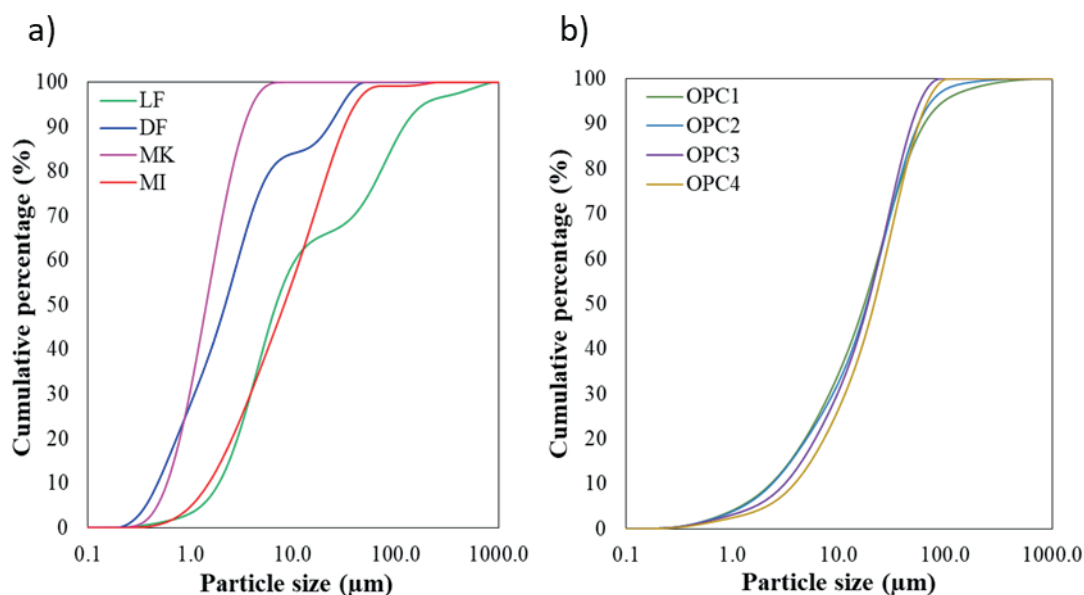 a)
Cumulative percentage (%)
100
90
80
70
60
50
40
30
20
10
0
LF
DF
MK
MI
0.1 1.0 10.0 100.0 1000.0
Particle size (µm)
b)
Cumulative percentage (%)
100
90
80
70
60
50
40
30
20
10
0
OPC1
OPC2
OPC3
OPC4
0.1 1.0 10.0 100.0 1000.0
Particle size (µm)